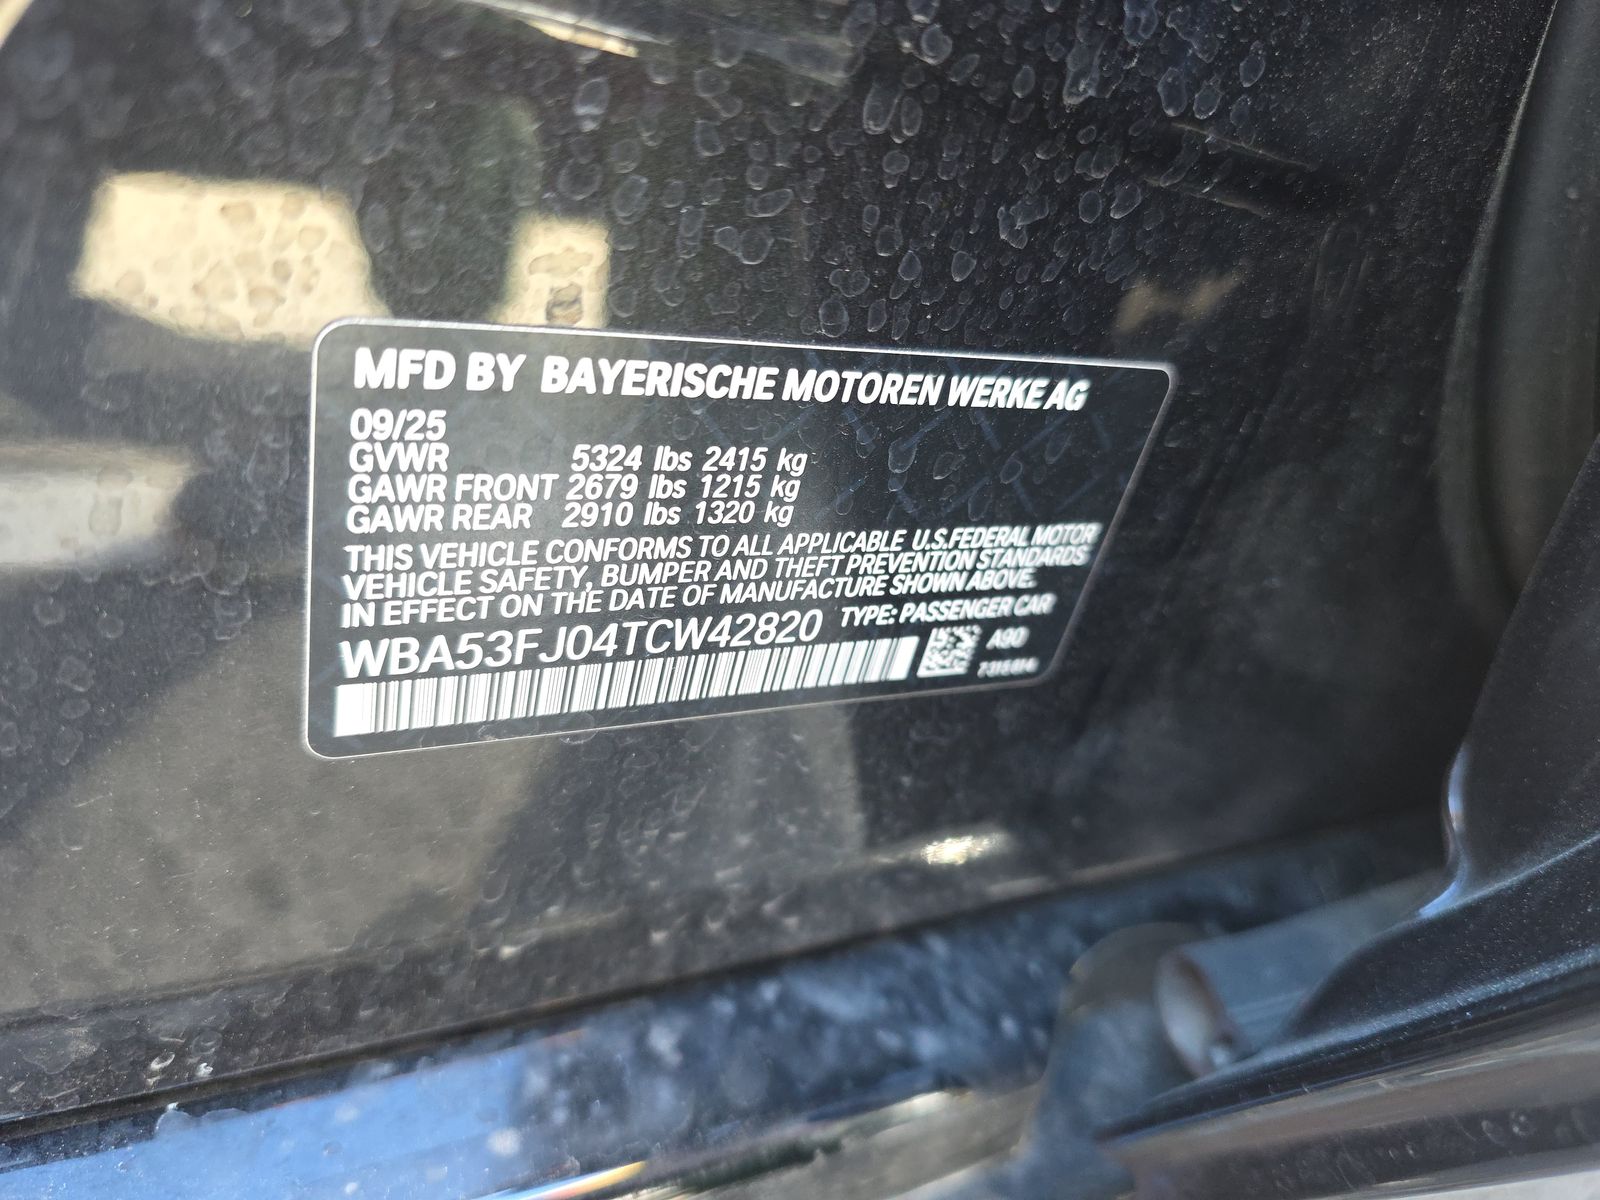 MFD BY BAYERISCHE MOTOREN WERKE AG
09/25
GVWR 5324 lbs 2415 kg
GAWR FRONT 2679 lbs 1215 kg
GAWR REAR 2910 lbs 1320 kg
THIS VEHICLE CONFORMS TO ALL APPLICABLE U.S.FEDERAL MOTOR
VEHICLE SAFETY, BUMPER AND THEFT PREVENTION STANDARDS
IN EFFECT ON THE DATE OF MANUFACTURE SHOWN ABOVE.
WBA53FJ04TCW42820 TYPE: PASSENGER CAR
A90